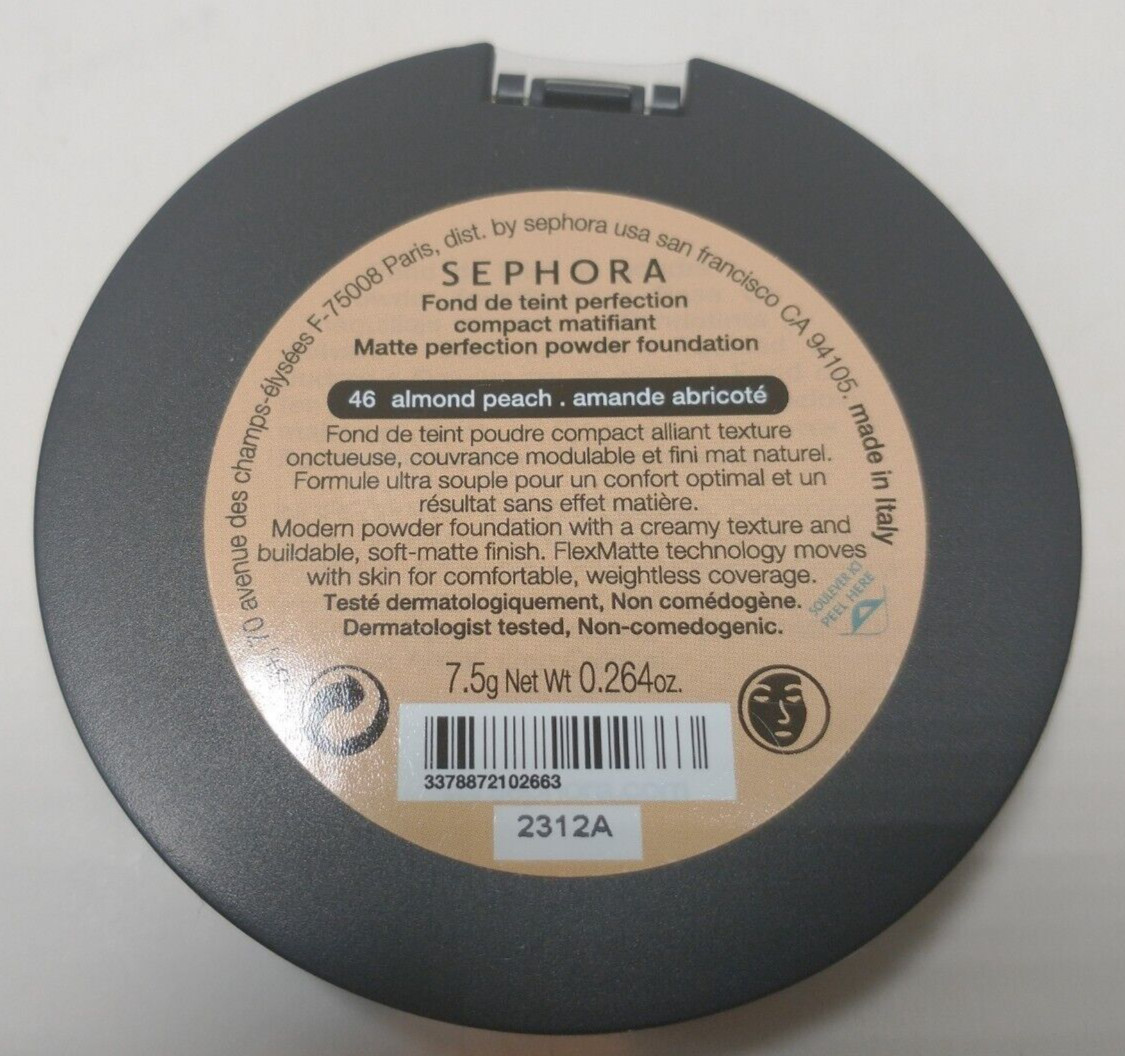 70 avenue des champs-élysées F-75008 Paris, dist. by sephora usa san francisco CA 94105. made in Italy
SEPHORA
Fond de teint perfection
compact matifiant
Matte perfection powder foundation
46 almond peach . amande abricoté
Fond de teint poudre compact alliant texture
onctueuse, couvrance modulable et fini mat naturel.
Formule ultra souple pour un confort optimal et un
résultat sans effet matière.
Modern powder foundation with a creamy texture and
buildable, soft-matte finish. FlexMatte technology moves
with skin for comfortable, weightless coverage.
Testé dermatologiquement, Non comédogène.
Dermatologist tested, Non-comedogenic.
SOULEVER ICI
PEEL HERE
7.5g Net Wt 0.264oz.
3378872102663
2312A